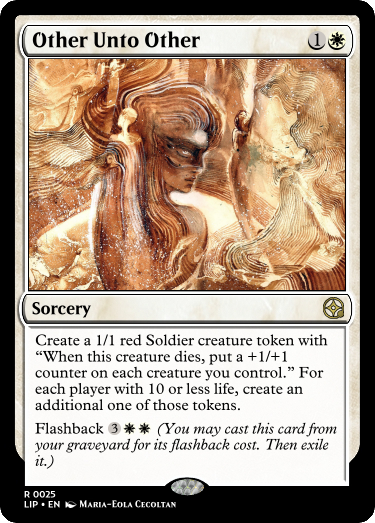 Other Unto Other 1
Sorcery
Create a 1/1 red Soldier creature token with
“When this creature dies, put a +1/+1
counter on each creature you control.” For
each player with 10 or less life, create an
additional one of those tokens.
Flashback 3 (You may cast this card from
your graveyard for its flashback cost. Then exile
it.)
R 0025
LIP • EN Maria-Eola Cecoltan